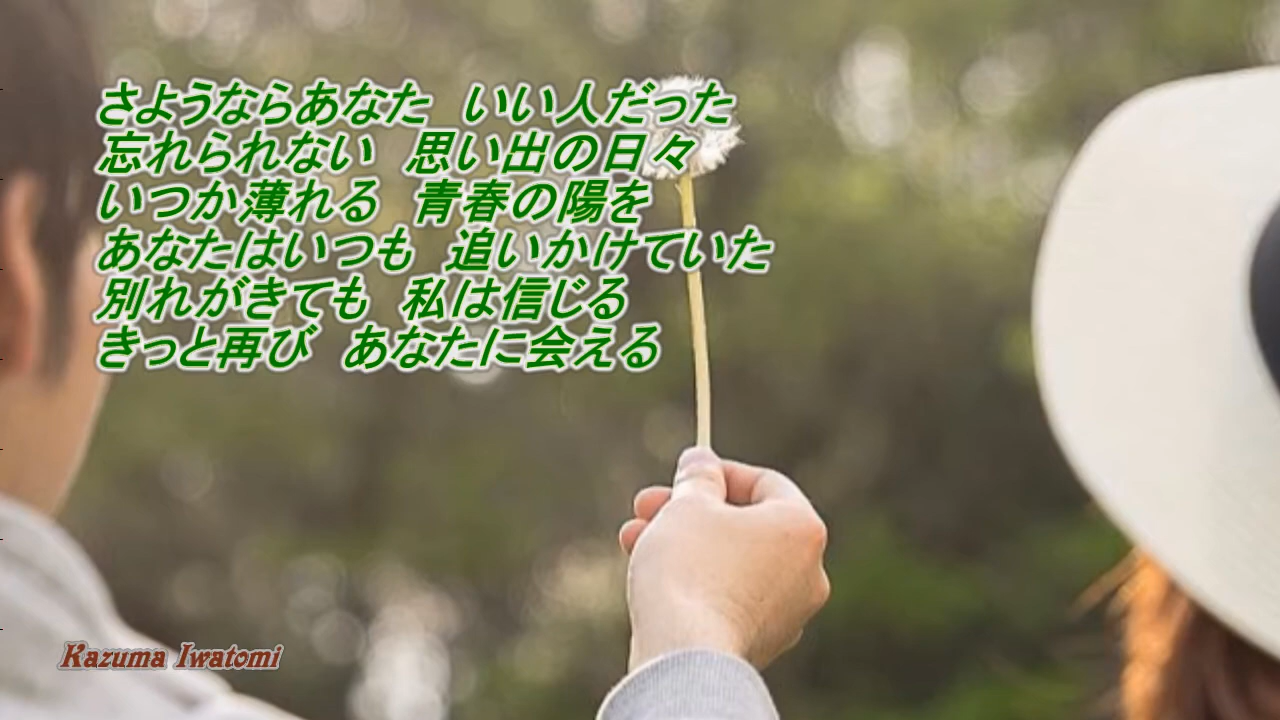 さようならあなた　いい人だった
忘れられない　思い出の日々
いつか薄れる　青春の陽を
あなたはいつも　追いかけていた
別れがきても　私は信じる
きっと再び　あなたに会える
Kazuma Iwatomi